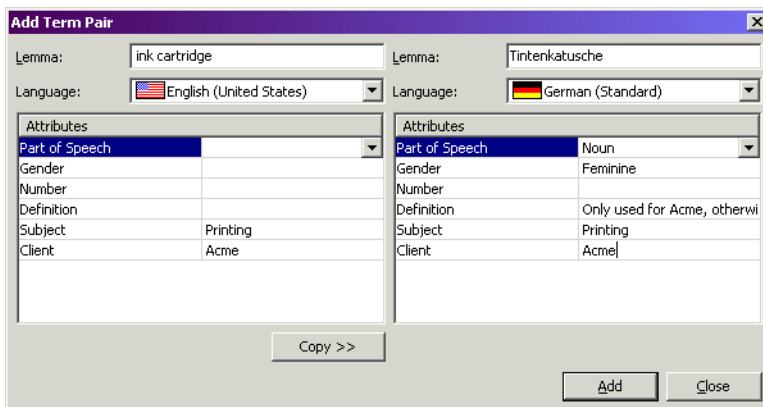 Add Term Pair
Lemma: ink cartridge Lemma: Tintenkatusche
Language: English (United States) Language: German (Standard)
Attributes Attributes
Part of Speech Part of Speech Noun
Gender Gender Feminine
Number Number
Definition Definition Only used for Acme, otherwi
Subject Printing Subject Printing
Client Acme Client Acme
Copy >>
Add Close